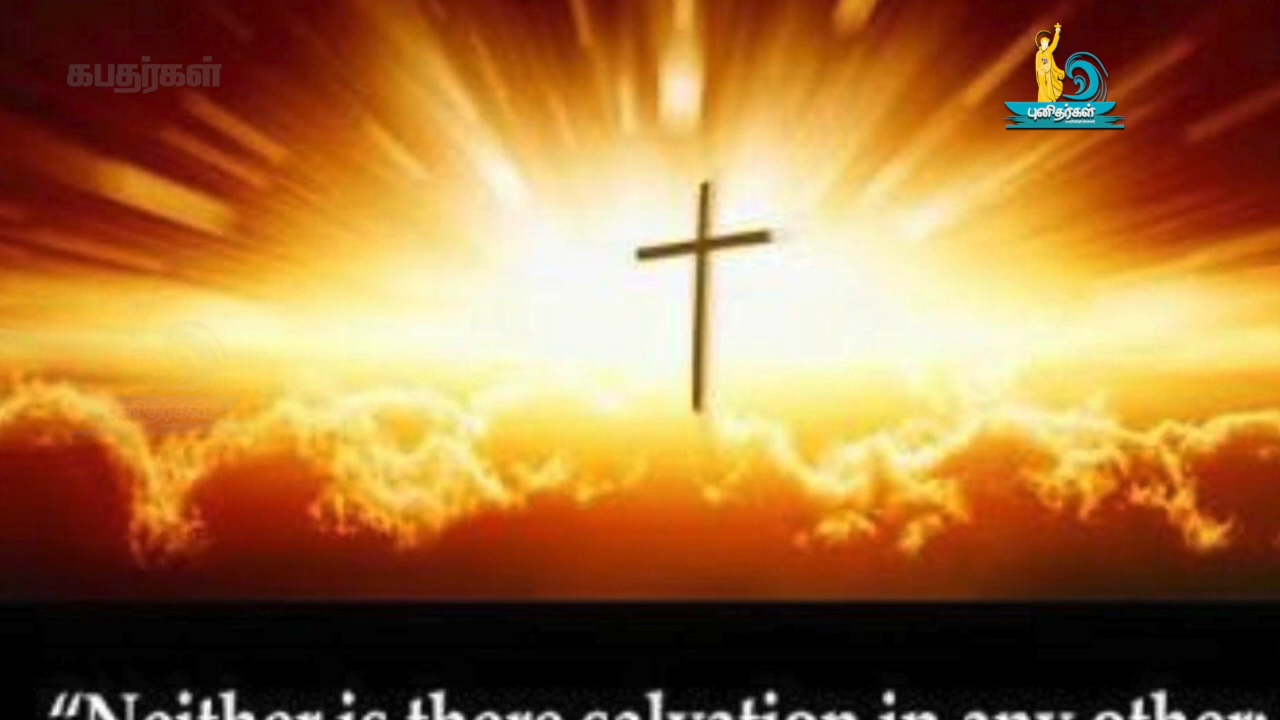 கபதர்கள்
புனிதர்கள்
“Neither is there salvation in any other: